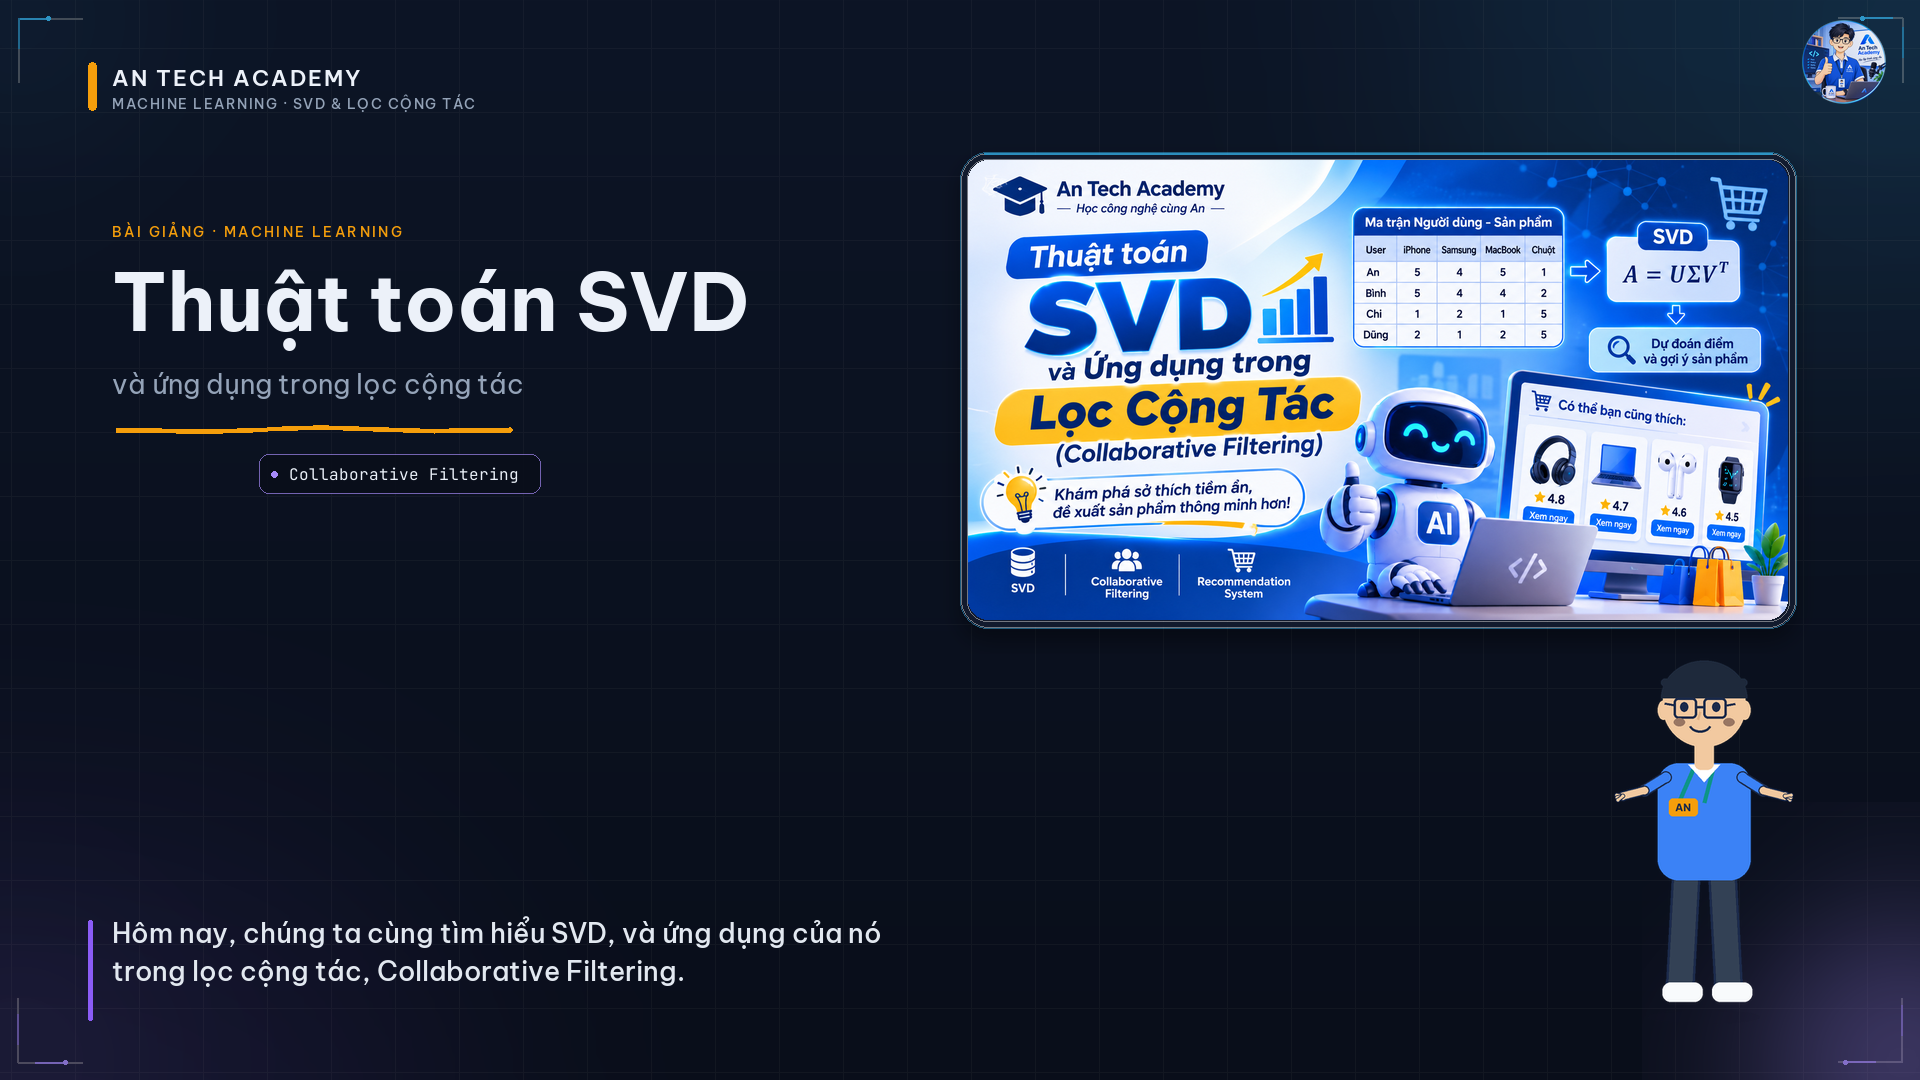 AN TECH ACADEMY
MACHINE LEARNING · SVD & LỌC CỘNG TÁC
BÀI GIẢNG · MACHINE LEARNING
Thuật toán SVD
và ứng dụng trong lọc cộng tác
Collaborative Filtering
An Tech Academy
Học công nghệ cùng An
Thuật toán
SVD
và Ứng dụng trong
Lọc Cộng Tác
(Collaborative Filtering)
Khám phá sở thích tiềm ẩn,
đề xuất sản phẩm thông minh hơn!
SVD
Collaborative
Filtering
Recommendation
System
Ma trận Người dùng - Sản phẩm
User iPhone Samsung MacBook Chuột
An 5 4 5 1
Bình 5 4 4 2
Chi 1 2 1 5
Dũng 2 1 2 5
SVD
A = UΣV^T
Dự đoán điểm
và gợi ý sản phẩm
Có thể bạn cũng thích:
4.8 4.7 4.6 4.5
Xem ngay Xem ngay Xem ngay Xem ngay
AI
</>
An Tech
Academy
AN
Hôm nay, chúng ta cùng tìm hiểu SVD, và ứng dụng của nó
trong lọc cộng tác, Collaborative Filtering.